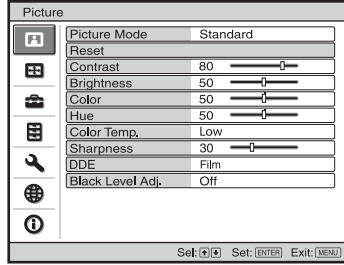 Picture
Picture Mode Standard
Reset
Contrast 80
Brightness 50
Color 50
Hue 50
Color Temp. Low
Sharpness 30
DDE Film
Black Level Adj. Off
Sel: Set: ENTER Exit: MENU